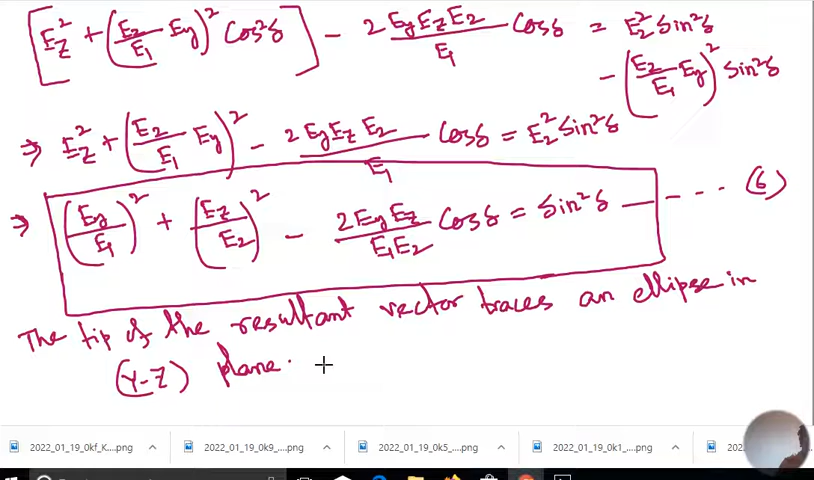 [E_Z² + (E₂/E₁ E_y)² Cos²δ] − 2E_yE_ZE₂/E₁ Cosδ = E₂² Sin²δ
− (E₂/E₁ E_y)² Sin²δ
⇒ E_Z² + (E₂/E₁ E_y)² − 2E_yE_ZE₂/E₁ Cosδ = E₂² Sin²δ
⇒ (E_y/E₁)² + (E_Z/E₂)² − 2E_yE_Z/E₁E₂ Cosδ = Sin²δ — - - - (6)
The tip of the resultant vector traces an ellipse in
(Y-Z) plane.
2022_01_19_0kf_K....png
2022_01_19_0k9_....png
2022_01_19_0k5_....png
2022_01_19_0k1_....png